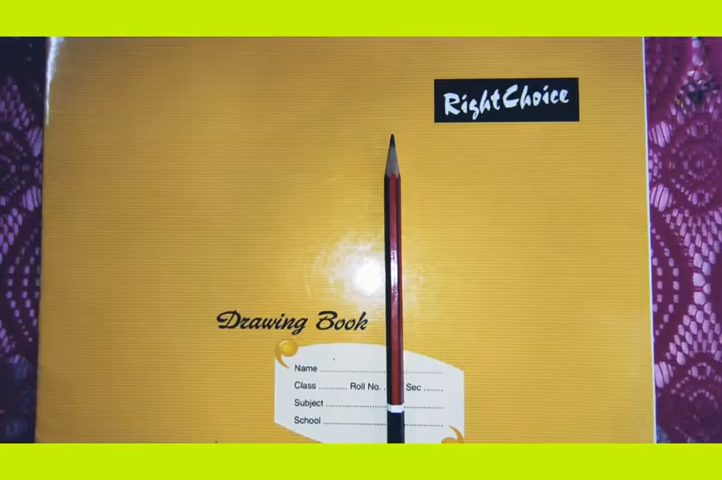 RightChoice
Drawing Book
Name
Class Roll No. Sec
Subject
School